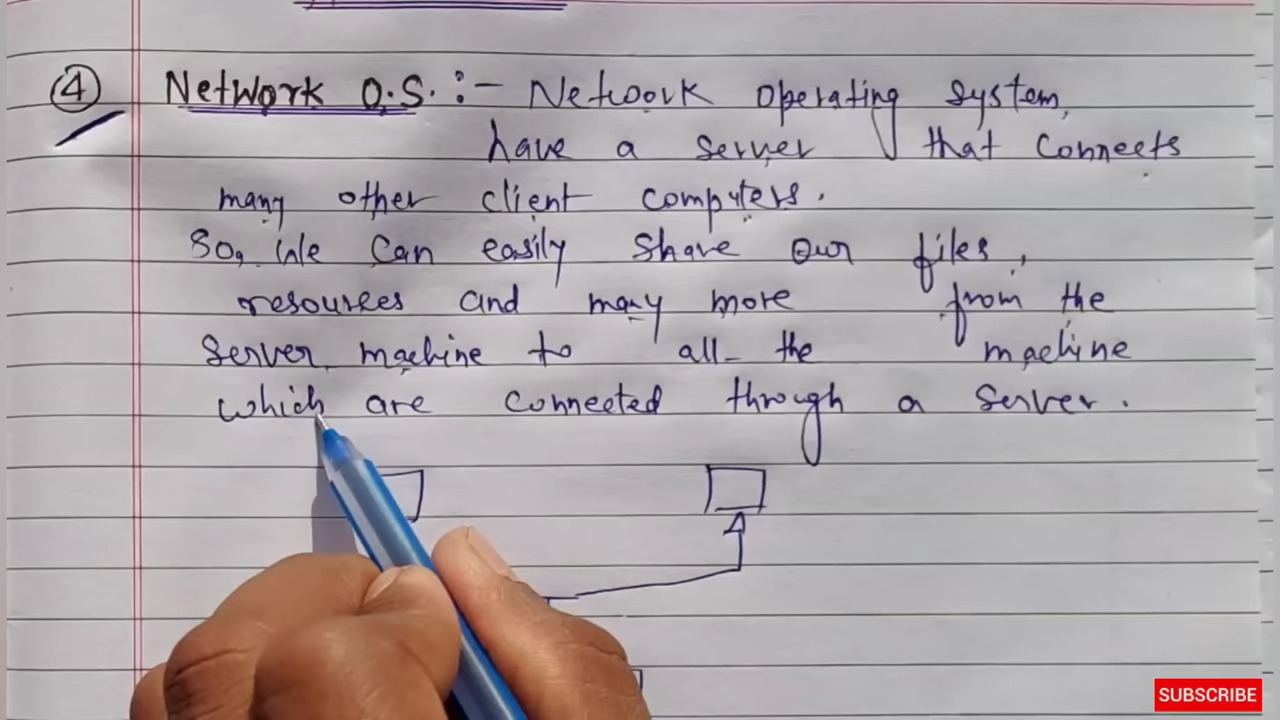 ④ Network O.S. :- Network operating system,
have a server that connects
many other client computers.
So, We can easily share our files,
resources and many more from the
server machine to all the machine
which are connected through a server.
SUBSCRIBE